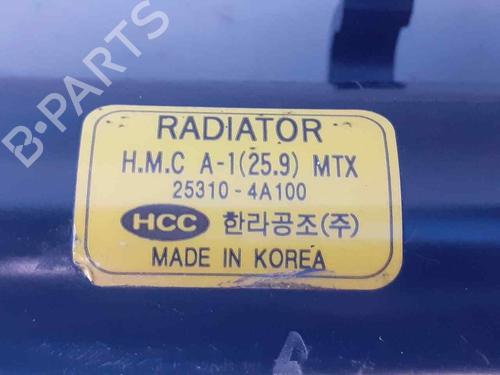 B-PARTS
RADIATOR
H.M.C A-1(25.9) MTX
25310-4A100
HCC 한라공조(주)
MADE IN KOREA